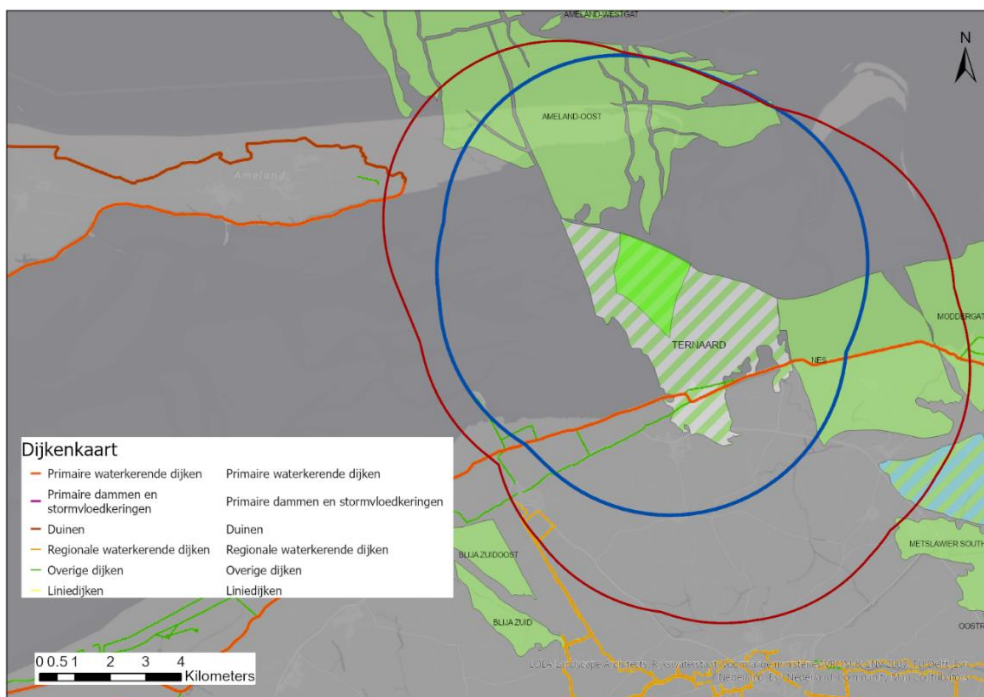 AMELAND-WESTGAT
N
AMELAND-OOST
Ameland
MODDERGAT
TERNAARD
NES
Dijkenkaart
Primaire waterkerende dijken Primaire waterkerende dijken
Primaire dammen en
stormvloedkeringen Primaire dammen en stormvloedkeringen
Duinen Duinen
Regionale waterkerende dijken Regionale waterkerende dijken
Overige dijken Overige dijken
Liniedijken Liniedijken
METSLAWIER SOUTH
BLIJA ZUIDOOST
BLIJA ZUID
OOSTR
0 0.5 1 2 3 4
Kilometers
LOLA Landscape Architects, Rijkswaterstaat